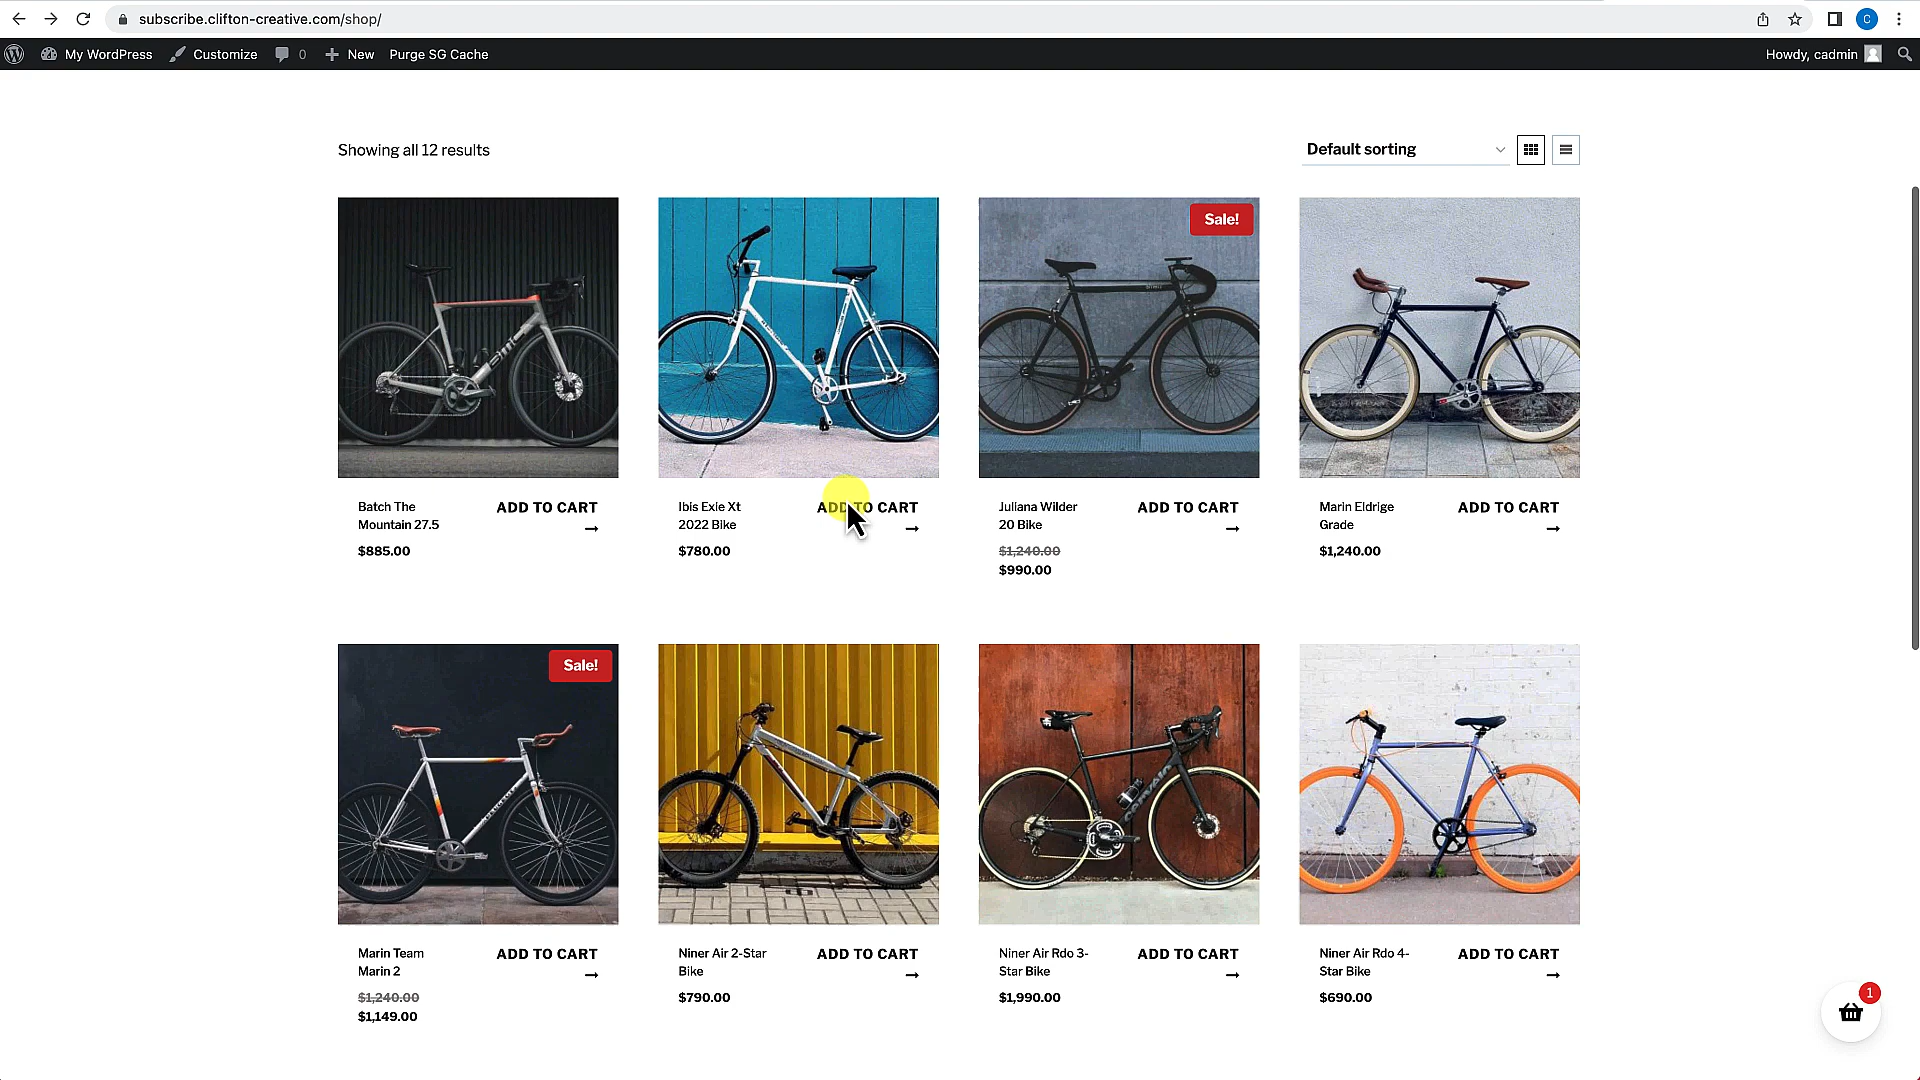 subscribe.clifton-creative.com/shop/
C
My WordPress
Customize
0
New
Purge SG Cache
Howdy, cadmin
Showing all 12 results
Default sorting
Sale!
Batch The
Mountain 27.5
ADD TO CART
$885.00
Ibis Exie Xt
2022 Bike
ADD TO CART
$780.00
Juliana Wilder
20 Bike
ADD TO CART
$1,240.00
$990.00
Marin Eldrige
Grade
ADD TO CART
$1,240.00
Sale!
Marin Team
Marin 2
ADD TO CART
$1,240.00
$1,149.00
Niner Air 2-Star
Bike
ADD TO CART
$790.00
Niner Air Rdo 3-
Star Bike
ADD TO CART
$1,990.00
Niner Air Rdo 4-
Star Bike
ADD TO CART
$690.00
1